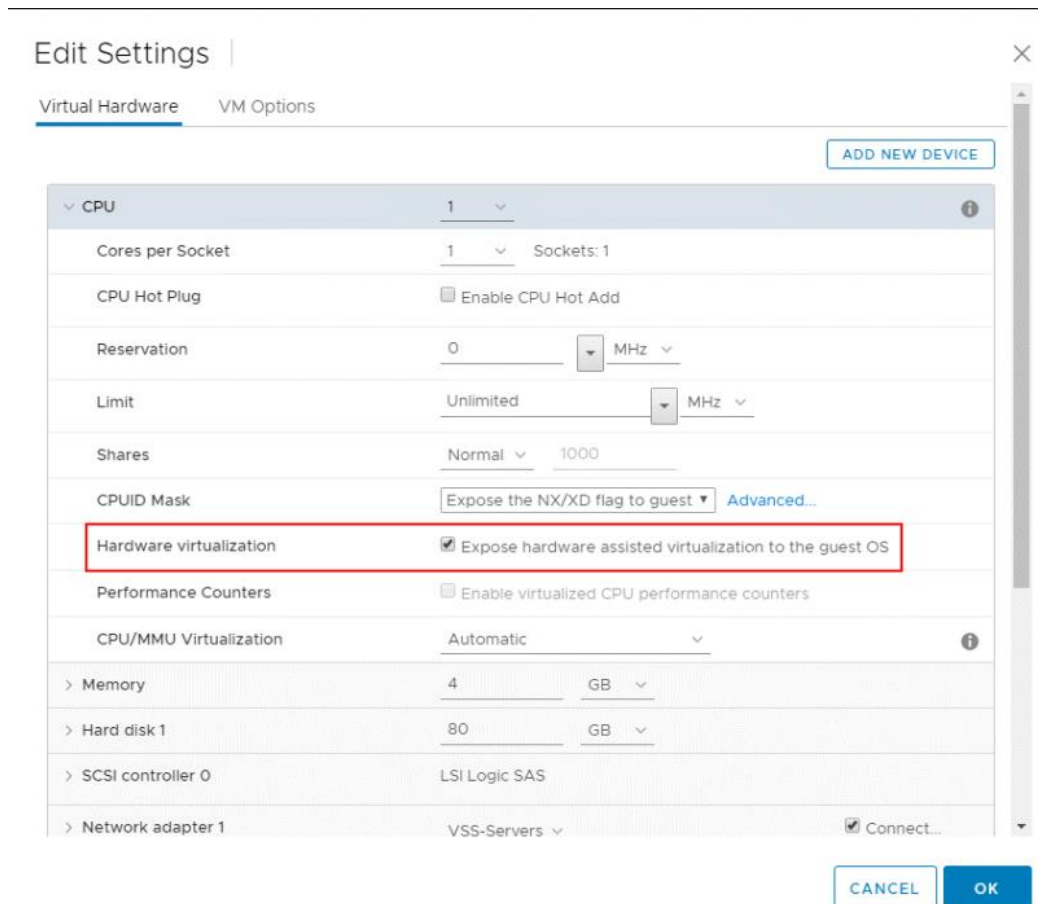 Edit Settings
Virtual Hardware VM Options
ADD NEW DEVICE
CPU 1
Cores per Socket 1 Sockets: 1
CPU Hot Plug Enable CPU Hot Add
Reservation 0 MHz
Limit Unlimited MHz
Shares Normal 1000
CPUID Mask Expose the NX/XD flag to guest Advanced...
Hardware virtualization Expose hardware assisted virtualization to the guest OS
Performance Counters Enable virtualized CPU performance counters
CPU/MMU Virtualization Automatic
Memory 4 GB
Hard disk 1 80 GB
SCSI controller 0 LSI Logic SAS
Network adapter 1 VSS-Servers Connect...
CANCEL OK